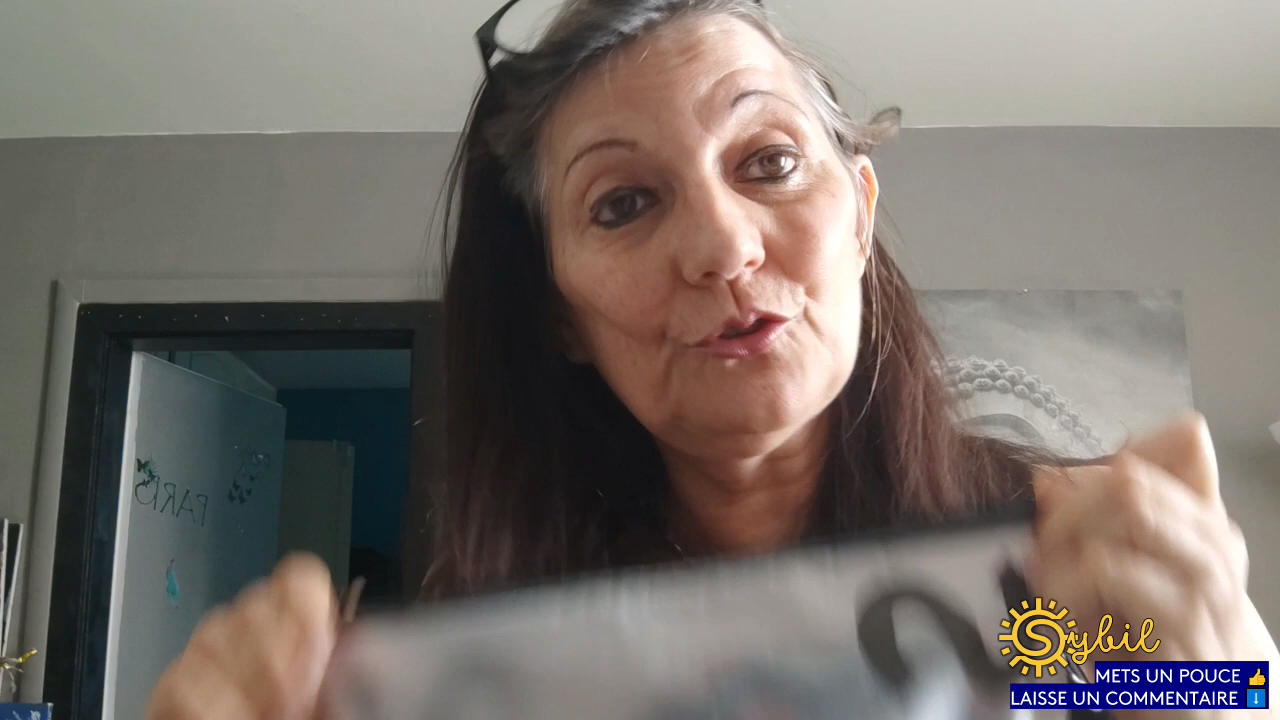 PARIS
Sybil
METS UN POUCE 👍
LAISSE UN COMMENTAIRE ⬇️